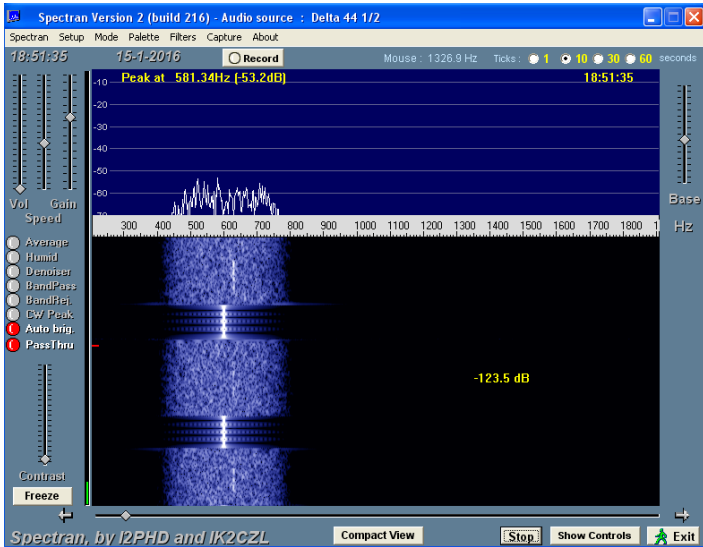 Spectran Version 2 (build 216) - Audio source : Delta 44 1/2
Spectran Setup Mode Palette Filters Capture About
18:51:35 15-1-2016 Record Mouse : 1326.9 Hz Ticks : 1 10 30 60 seconds
Peak at 581.34Hz (-53.2dB) 18:51:35
-10
-20
-30
-40
-50
-60
-70
Vol Gain
Speed
Base
300 400 500 600 700 800 900 1000 1100 1200 1300 1400 1500 1600 1700 1800 1 Hz
Average
Humid
Denoiser
BandPass
BandRej.
CW Peak
Auto brig.
PassThru
-123.5 dB
Contrast
Freeze
Spectran, by I2PHD and IK2CZL Compact View Stop Show Controls Exit